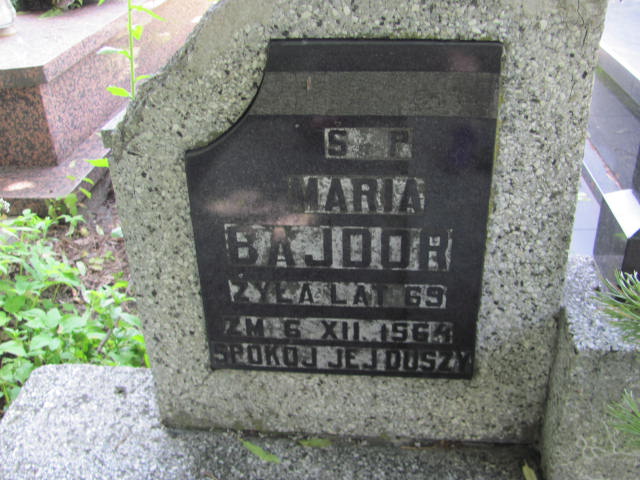 Ś P
MARIA
BAJDOR
ŻYŁA LAT 69
ZM 6 XII. 1964
SPOKÓJ JEJ DUSZY